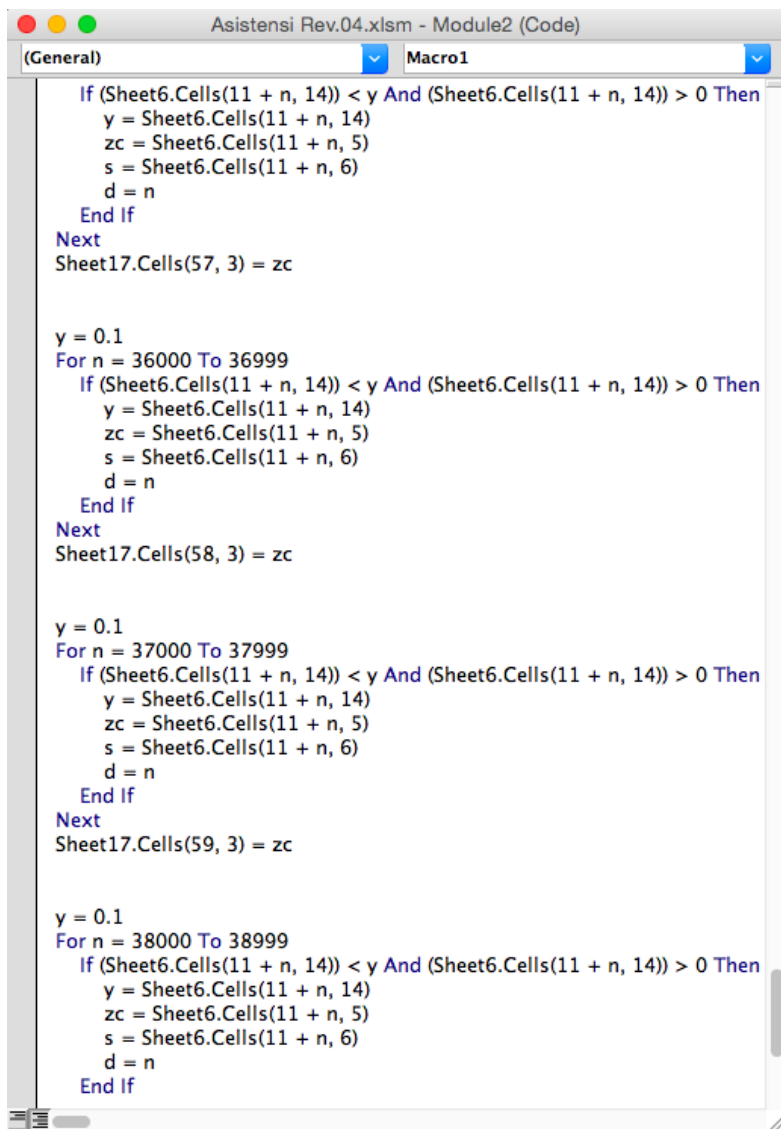 Asistensi Rev.04.xlsm - Module2 (Code)
(General) Macro1
If (Sheet6.Cells(11 + n, 14)) < y And (Sheet6.Cells(11 + n, 14)) > 0 Then
y = Sheet6.Cells(11 + n, 14)
zc = Sheet6.Cells(11 + n, 5)
s = Sheet6.Cells(11 + n, 6)
d = n
End If
Next
Sheet17.Cells(57, 3) = zc
y = 0.1
For n = 36000 To 36999
If (Sheet6.Cells(11 + n, 14)) < y And (Sheet6.Cells(11 + n, 14)) > 0 Then
y = Sheet6.Cells(11 + n, 14)
zc = Sheet6.Cells(11 + n, 5)
s = Sheet6.Cells(11 + n, 6)
d = n
End If
Next
Sheet17.Cells(58, 3) = zc
y = 0.1
For n = 37000 To 37999
If (Sheet6.Cells(11 + n, 14)) < y And (Sheet6.Cells(11 + n, 14)) > 0 Then
y = Sheet6.Cells(11 + n, 14)
zc = Sheet6.Cells(11 + n, 5)
s = Sheet6.Cells(11 + n, 6)
d = n
End If
Next
Sheet17.Cells(59, 3) = zc
y = 0.1
For n = 38000 To 38999
If (Sheet6.Cells(11 + n, 14)) < y And (Sheet6.Cells(11 + n, 14)) > 0 Then
y = Sheet6.Cells(11 + n, 14)
zc = Sheet6.Cells(11 + n, 5)
s = Sheet6.Cells(11 + n, 6)
d = n
End If